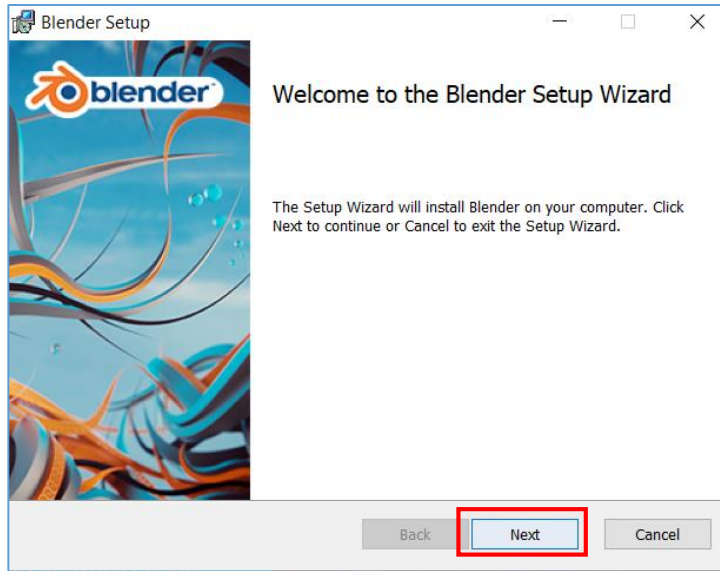 Blender Setup
blender
Welcome to the Blender Setup Wizard
The Setup Wizard will install Blender on your computer. Click
Next to continue or Cancel to exit the Setup Wizard.
Back Next Cancel